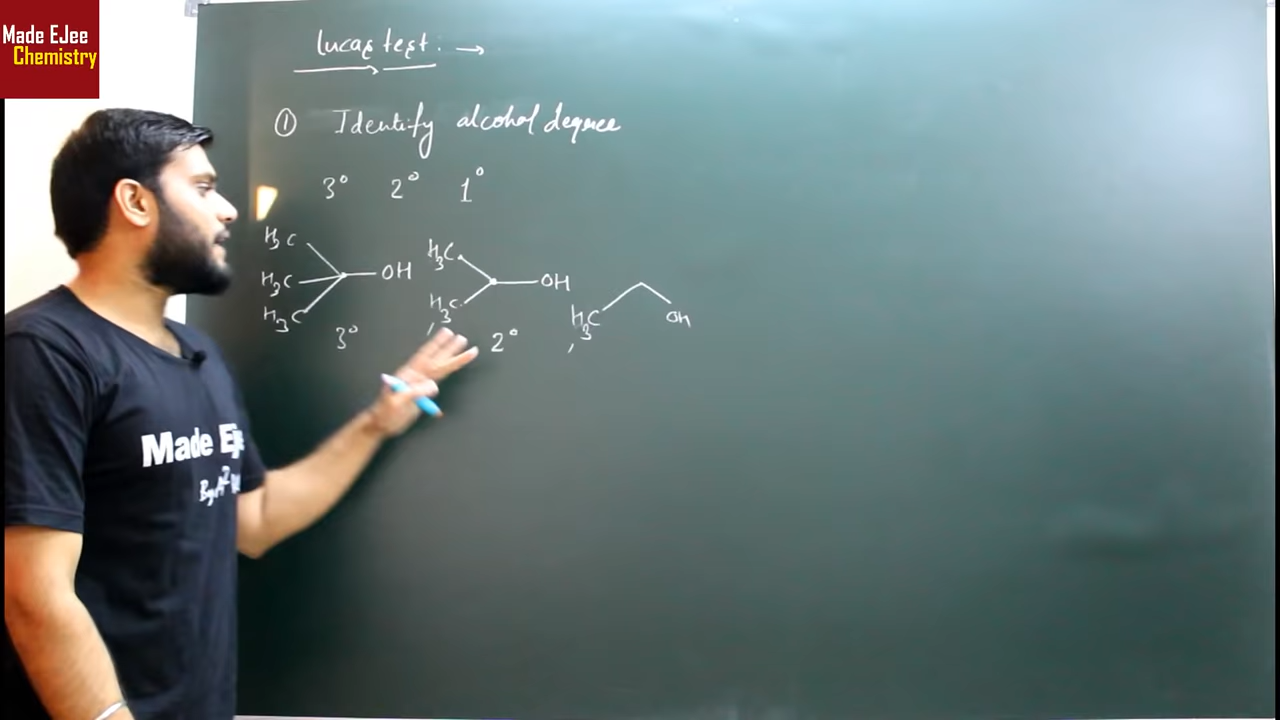 Made EJee
Chemistry
Lucas test: →
① Identify alcohol degree
3° 2° 1°
H3C
H3C OH
H3C
3°
H3C
OH
H3C
, 2°
H3C OH
,
Made Eje